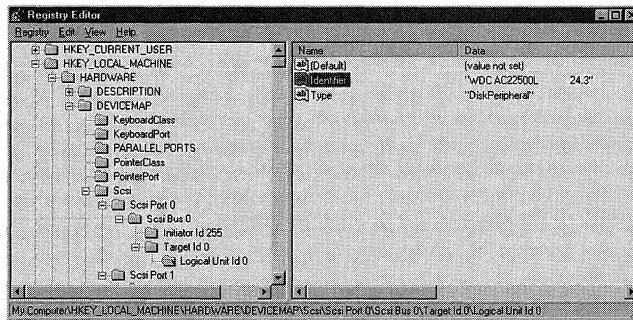 Registry Editor
Registry Edit View Help
HKEY_CURRENT_USER
HKEY_LOCAL_MACHINE
HARDWARE
DESCRIPTION
DEVICEMAP
KeyboardClass
KeyboardPort
PARALLEL PORTS
PointerClass
PointerPort
Scsi
Scsi Port 0
Scsi Bus 0
Initiator Id 255
Target Id 0
Logical Unit Id 0
Scsi Port 1
Name Data
ab (Default) (value not set)
Identifier "WDC AC22500L 24.3"
ab Type "DiskPeripheral"
My Computer\HKEY_LOCAL_MACHINE\HARDWARE\DEVICEMAP\Scsi\Scsi Port 0\Scsi Bus 0\Target Id 0\Logical Unit Id 0